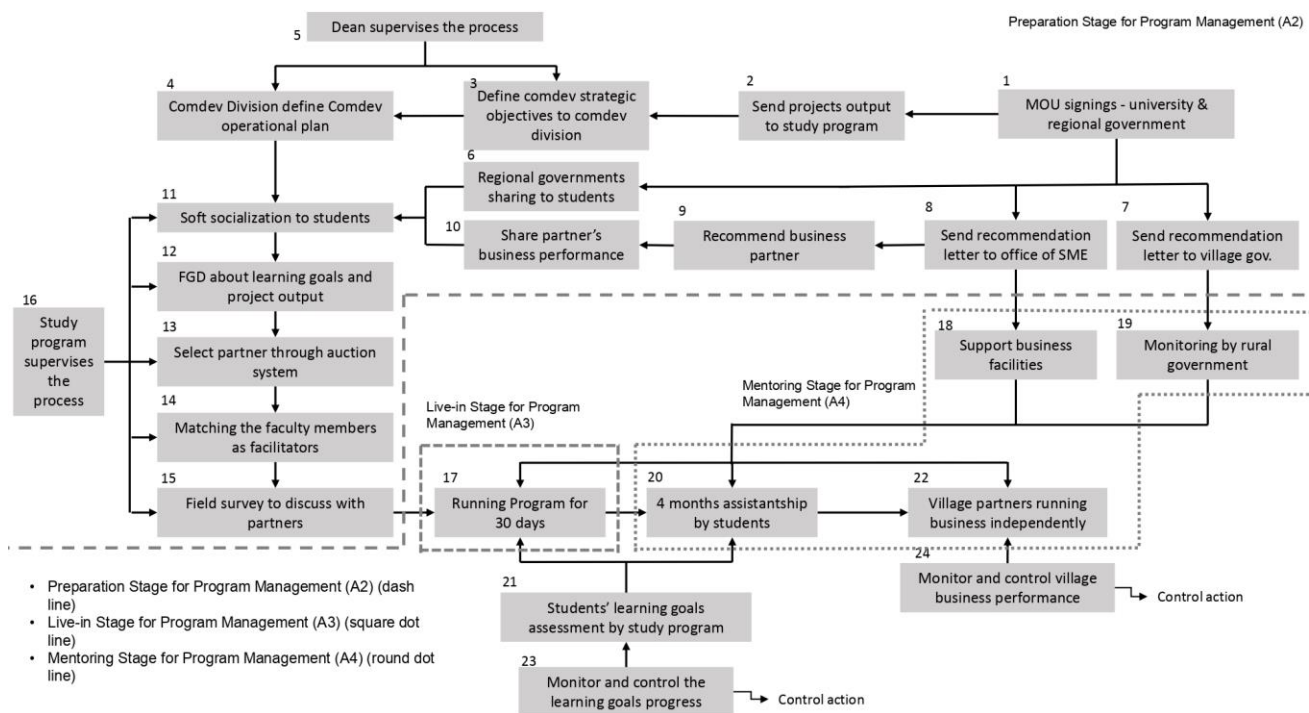 Preparation Stage for Program Management (A2)
5
Dean supervises the process
4
Comdev Division define Comdev
operational plan
3
Define comdev strategic
objectives to comdev
division
2
Send projects output
to study program
1
MOU signings - university &
regional government
6
Regional governments
sharing to students
11
Soft socialization to students
10
Share partner's
business performance
9
Recommend business
partner
8
Send recommendation
letter to office of SME
7
Send recommendation
letter to village gov.
12
FGD about learning goals and
project output
16
Study
program
supervises
the
process
13
Select partner through auction
system
18
Support business
facilities
19
Monitoring by rural
government
Mentoring Stage for Program
Management (A4)
Live-in Stage for Program
Management (A3)
14
Matching the faculty members
as facilitators
15
Field survey to discuss with
partners
17
Running Program for
30 days
20
4 months assistantship
by students
22
Village partners running
business independently
24
Monitor and control village
business performance
Control action
21
Students' learning goals
assessment by study program
23
Monitor and control the
learning goals progress
Control action
• Preparation Stage for Program Management (A2) (dash
line)
• Live-in Stage for Program Management (A3) (square dot
line)
• Mentoring Stage for Program Management (A4) (round dot
line)